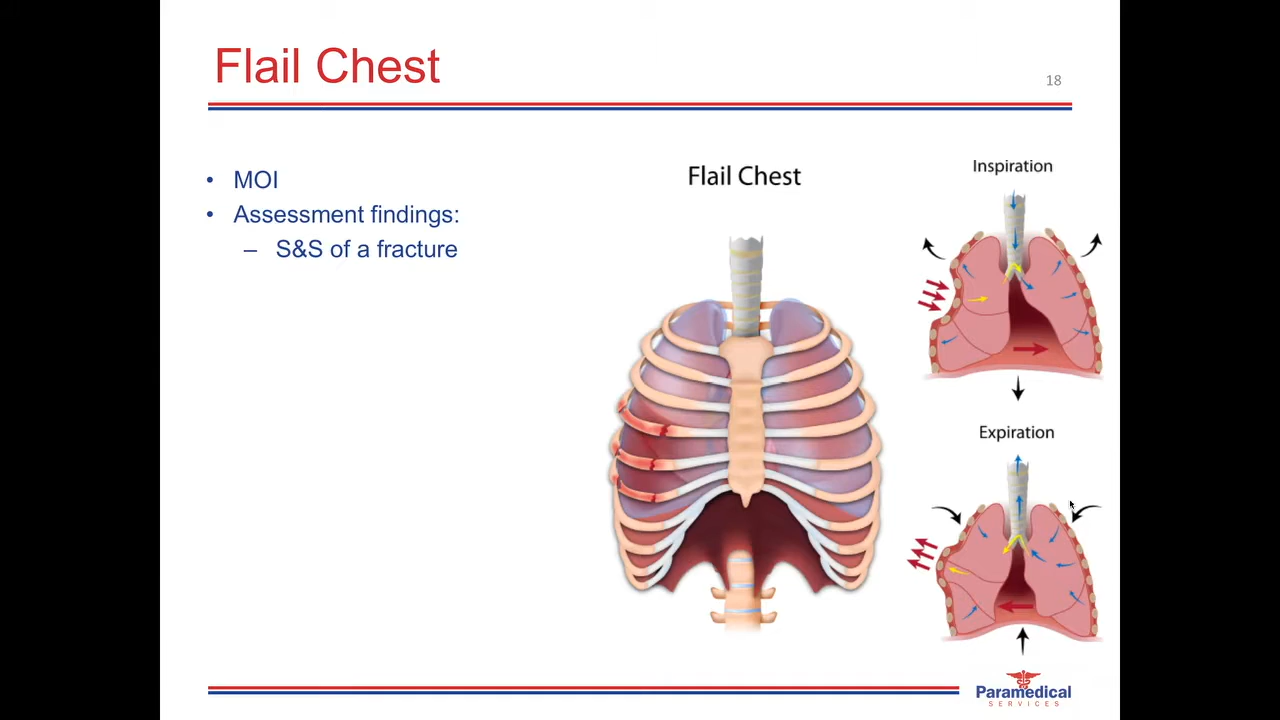 Flail Chest
18
• MOI
• Assessment findings:
– S&S of a fracture
Flail Chest
Inspiration
Expiration
Paramedical
SERVICES